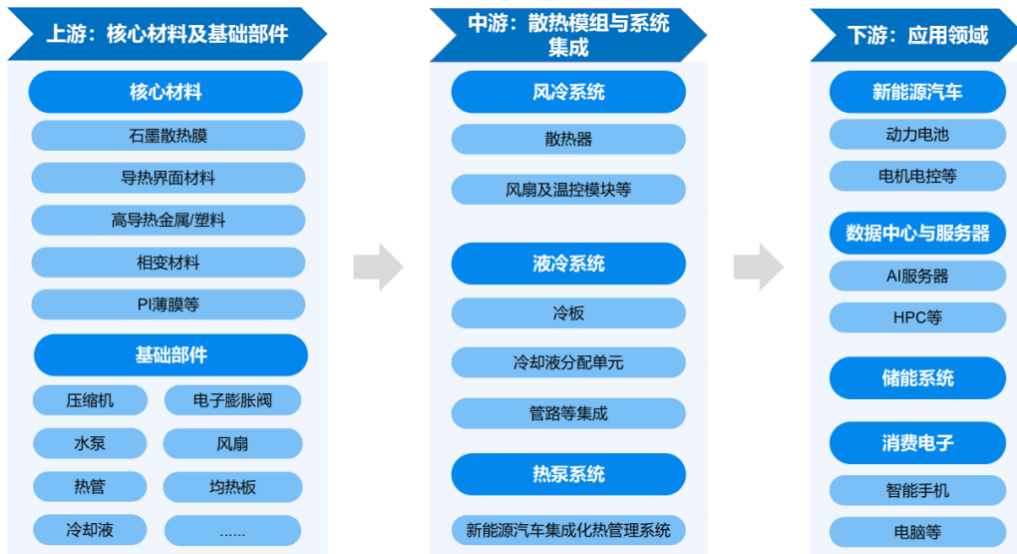 上游：核心材料及基础部件
核心材料
石墨散热膜
导热界面材料
高导热金属/塑料
相变材料
PI薄膜等
基础部件
压缩机
电子膨胀阀
水泵
风扇
热管
均热板
冷却液
......
中游：散热模组与系统
集成
风冷系统
散热器
风扇及温控模块等
液冷系统
冷板
冷却液分配单元
管路等集成
热泵系统
新能源汽车集成化热管理系统
下游：应用领域
新能源汽车
动力电池
电机电控等
数据中心与服务器
AI服务器
HPC等
储能系统
消费电子
智能手机
电脑等